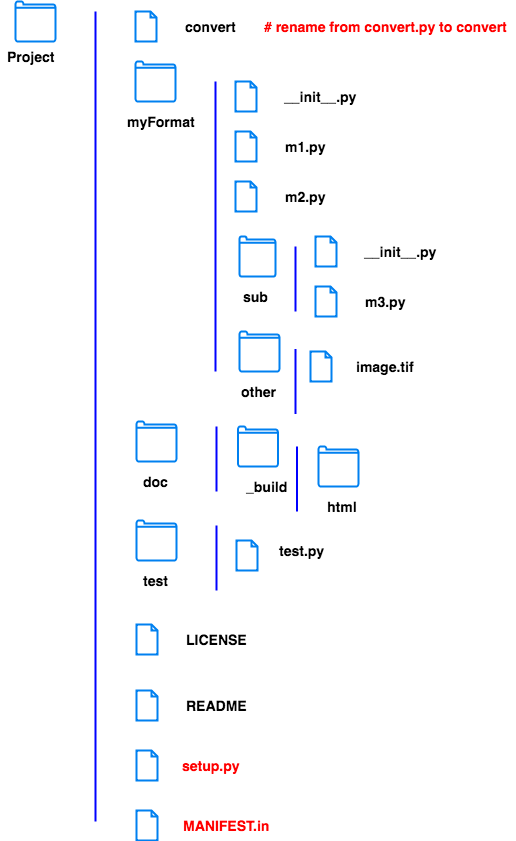 Project
convert # rename from convert.py to convert
myFormat
__init__.py
m1.py
m2.py
sub
__init__.py
m3.py
other
image.tif
doc
_build
html
test
test.py
LICENSE
README
setup.py
MANIFEST.in